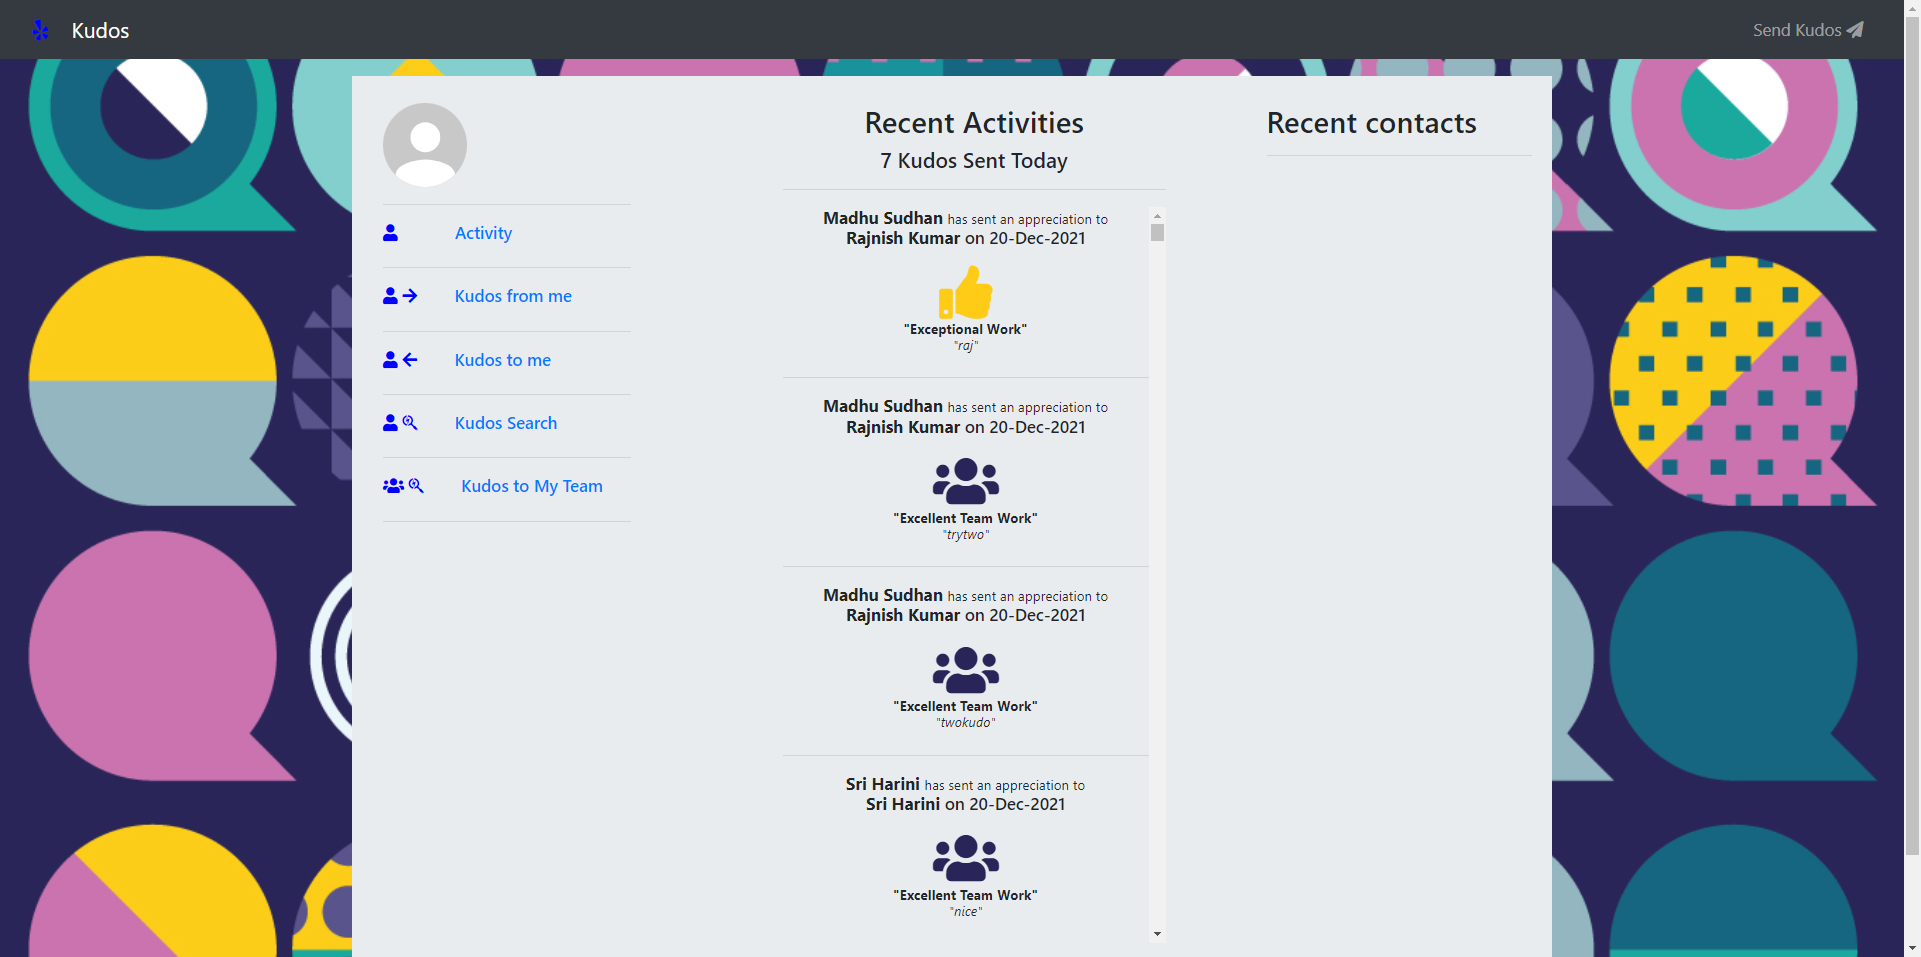 Kudos
Send Kudos
Activity
Kudos from me
Kudos to me
Kudos Search
Kudos to My Team
Recent Activities
7 Kudos Sent Today
Madhu Sudhan has sent an appreciation to
Rajnish Kumar on 20-Dec-2021
"Exceptional Work"
"raj"
Madhu Sudhan has sent an appreciation to
Rajnish Kumar on 20-Dec-2021
"Excellent Team Work"
"trytwo"
Madhu Sudhan has sent an appreciation to
Rajnish Kumar on 20-Dec-2021
"Excellent Team Work"
"twokudo"
Sri Harini has sent an appreciation to
Sri Harini on 20-Dec-2021
"Excellent Team Work"
"nice"
Recent contacts